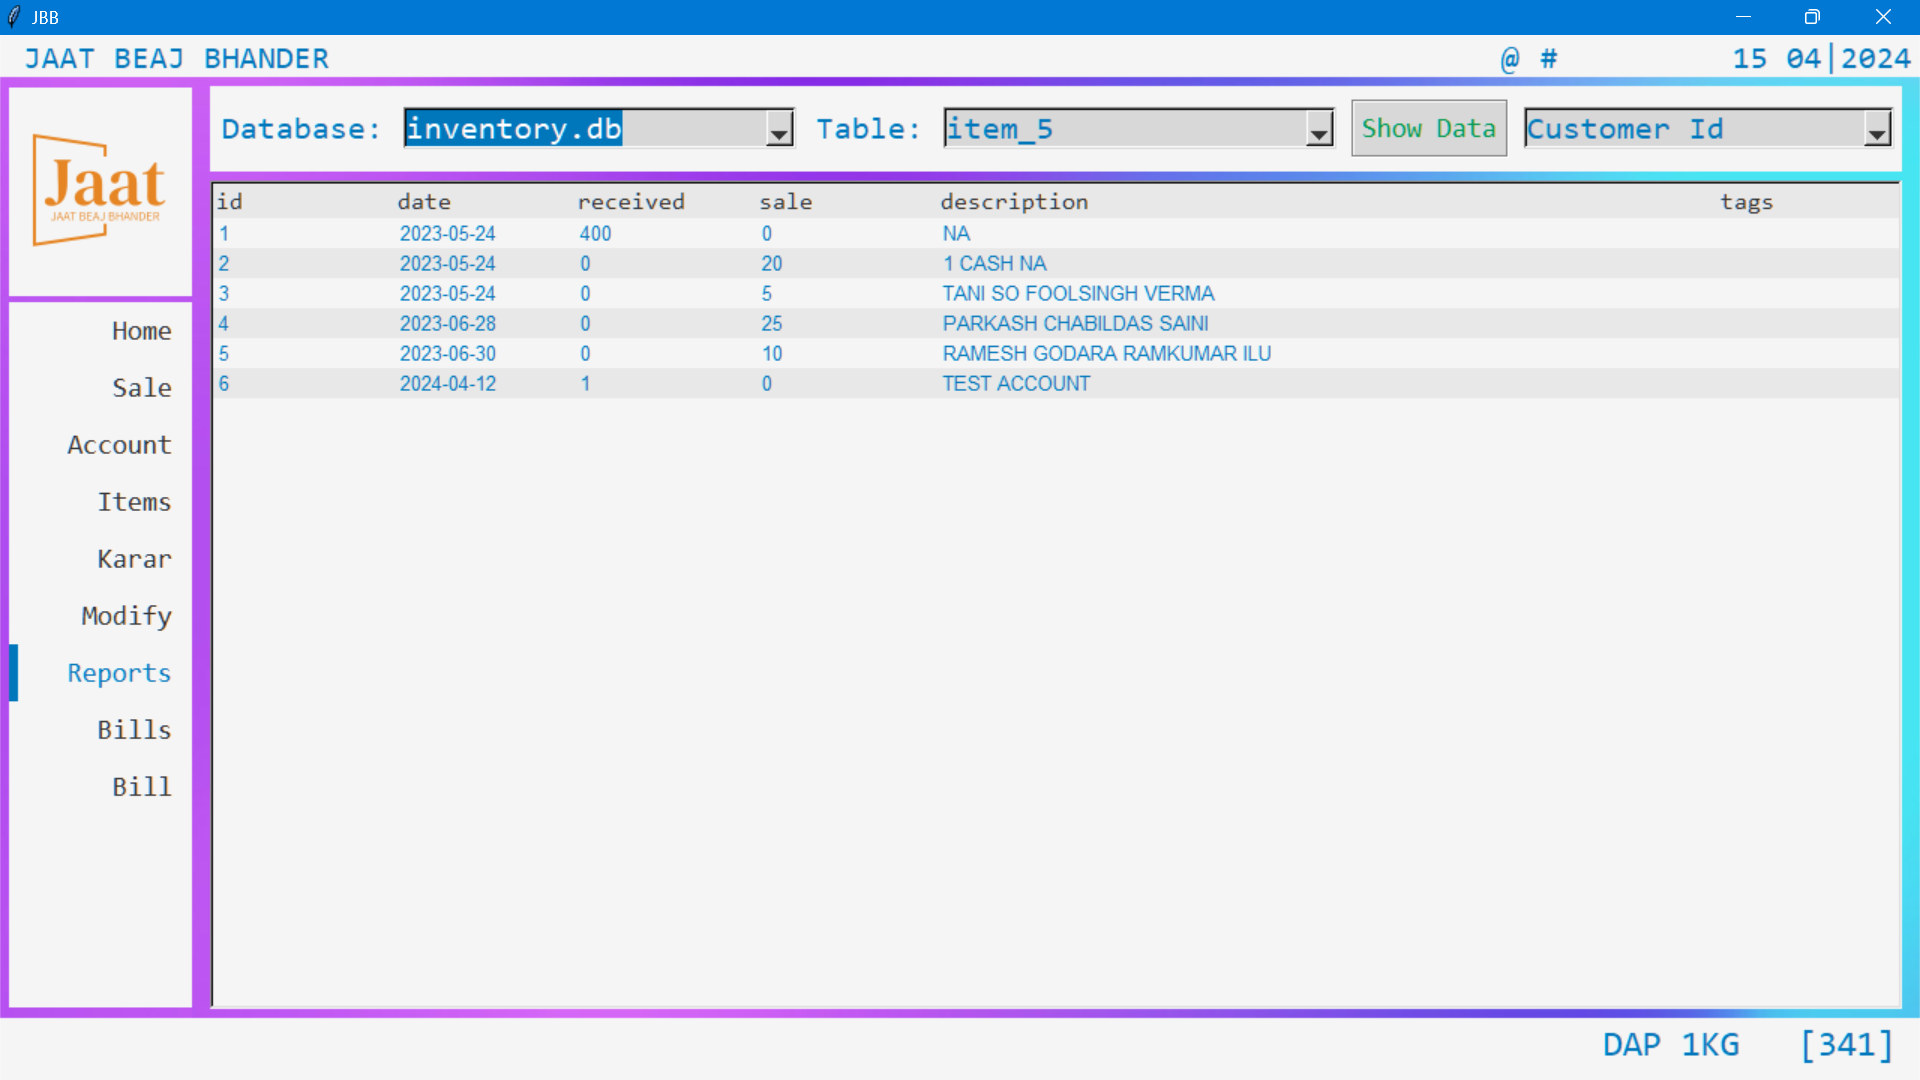 JBB
JAAT BEAJ BHANDER @ # 15 04|2024
Jaat
JAAT BEAJ BHANDER
Database: inventory.db Table: item_5 Show Data Customer Id
id date received sale description tags
1 2023-05-24 400 0 NA
2 2023-05-24 0 20 1 CASH NA
3 2023-05-24 0 5 TANI SO FOOLSINGH VERMA
4 2023-06-28 0 25 PARKASH CHABILDAS SAINI
5 2023-06-30 0 10 RAMESH GODARA RAMKUMAR ILU
6 2024-04-12 1 0 TEST ACCOUNT
Home
Sale
Account
Items
Karar
Modify
Reports
Bills
Bill
DAP 1KG [341]